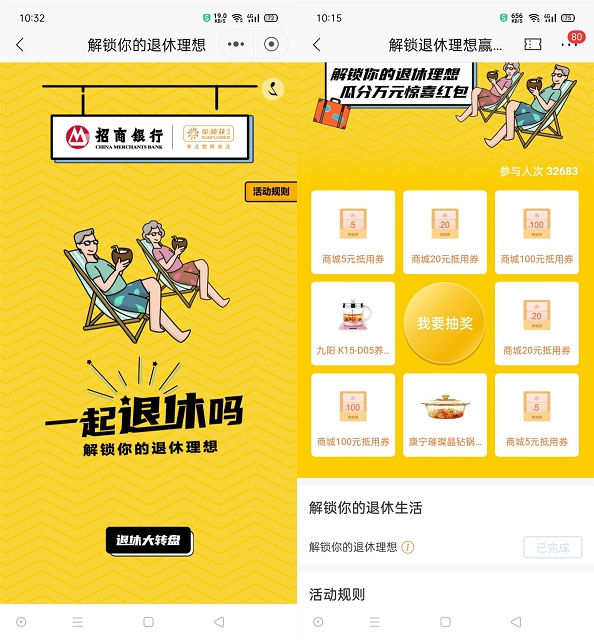 10:32
19.0
KB/S
72
解锁你的退休理想
招商银行
CHINA MERCHANTS BANK
金葵花
SUNFLOWER
专注您所关注
活动规则
一起退休吗
解锁你的退休理想
退休大转盘
10:15
656
KB/S
75
解锁退休理想赢...
80
解锁你的退休理想
瓜分万元惊喜红包
参与人次 32683
5
商城5元抵用券
20
商城20元抵用券
100
商城100元抵用券
九阳 K15-D05养...
我要抽奖
20
商城20元抵用券
100
商城100元抵用券
康宁璀璨晶钻锅...
5
商城5元抵用券
解锁你的退休生活
解锁你的退休理想
已完成
活动规则